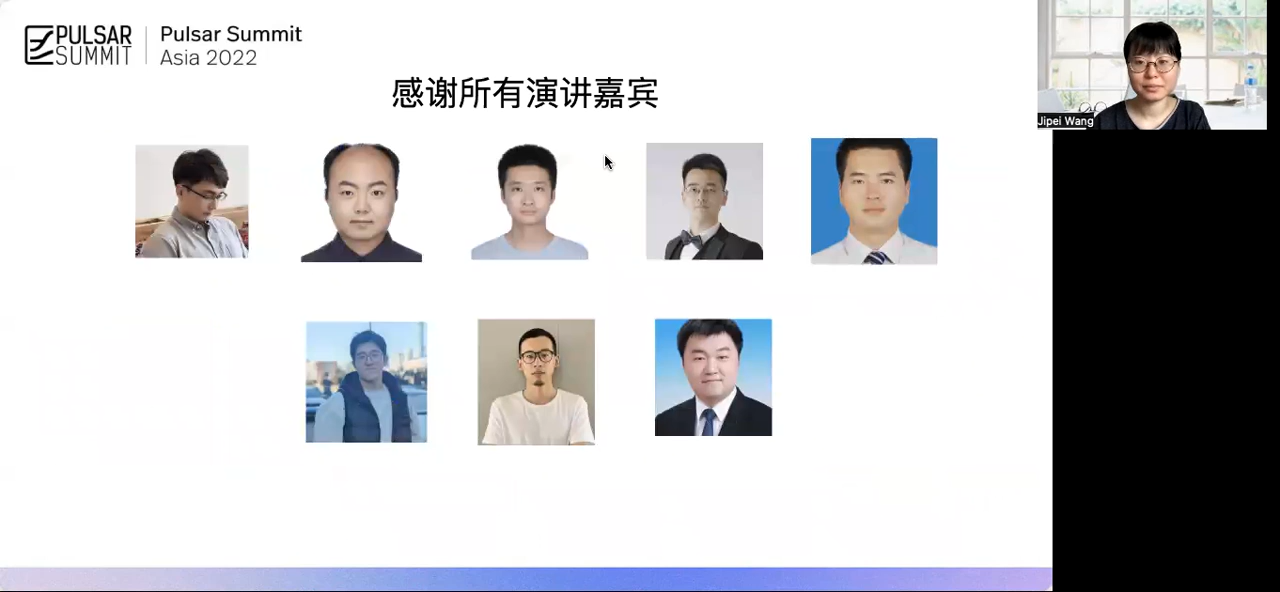 PULSAR
SUMMIT
Pulsar Summit
Asia 2022
感谢所有演讲嘉宾
Jipei Wang